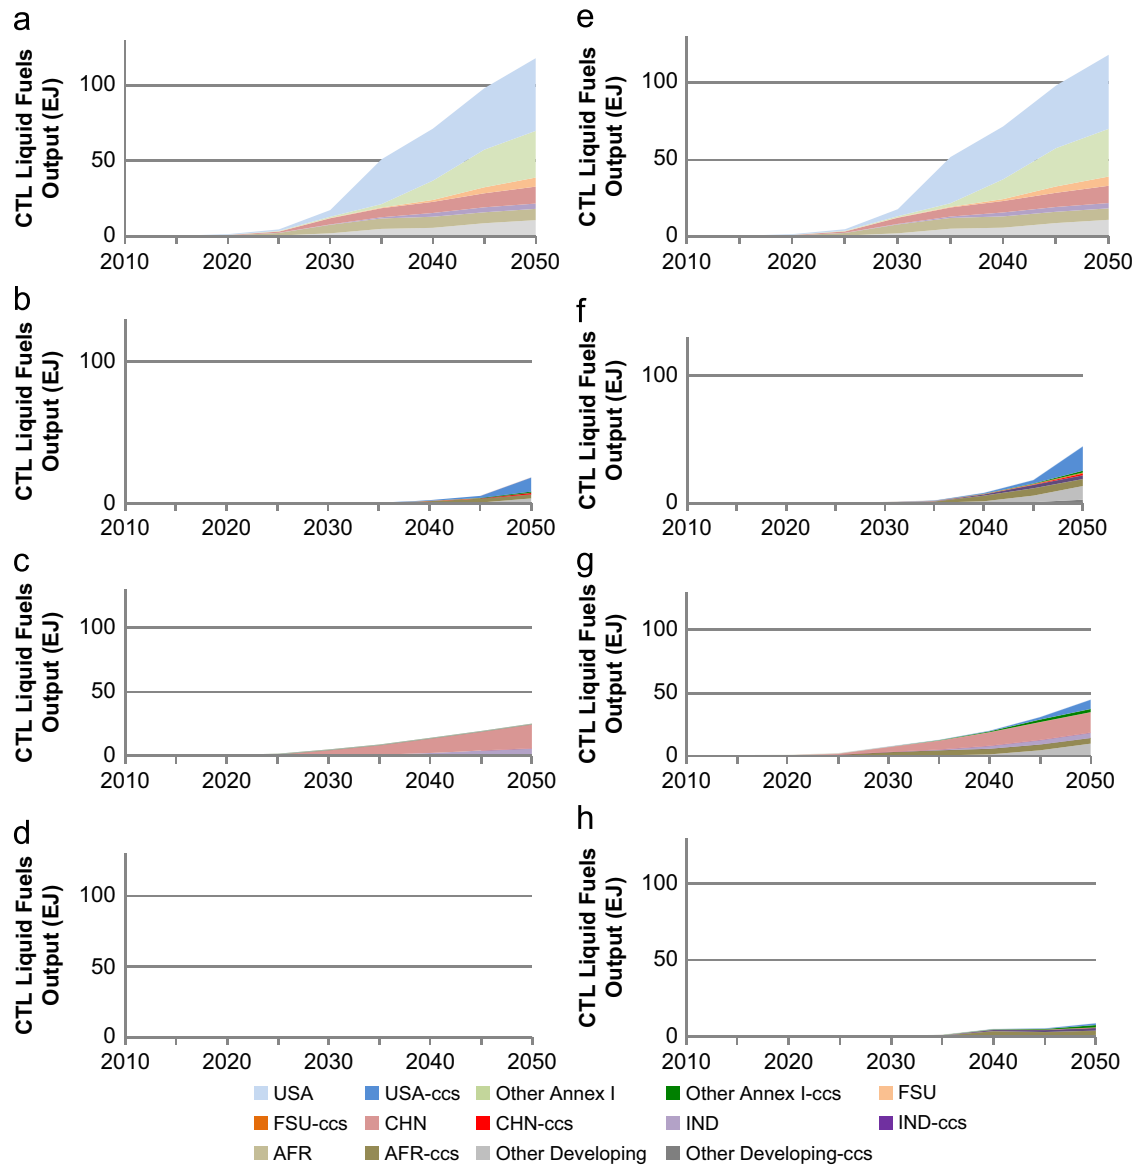 a
CTL Liquid Fuels
Output (EJ)
100
50
0
2010 2020 2030 2040 2050
e
CTL Liquid Fuels
Output (EJ)
100
50
0
2010 2020 2030 2040 2050
b
CTL Liquid Fuels
Output (EJ)
100
0
2010 2020 2030 2040 2050
f
CTL Liquid Fuels
Output (EJ)
100
0
2010 2020 2030 2040 2050
c
CTL Liquid Fuels
Output (EJ)
100
50
0
2010 2020 2030 2040 2050
g
CTL Liquid Fuels
Output (EJ)
100
50
0
2010 2020 2030 2040 2050
d
CTL Liquid Fuels
Output (EJ)
100
50
0
2010 2020 2030 2040 2050
h
CTL Liquid Fuels
Output (EJ)
100
50
0
2010 2020 2030 2040 2050
USA USA-ccs Other Annex I Other Annex I-ccs FSU
FSU-ccs CHN CHN-ccs IND IND-ccs
AFR AFR-ccs Other Developing Other Developing-ccs